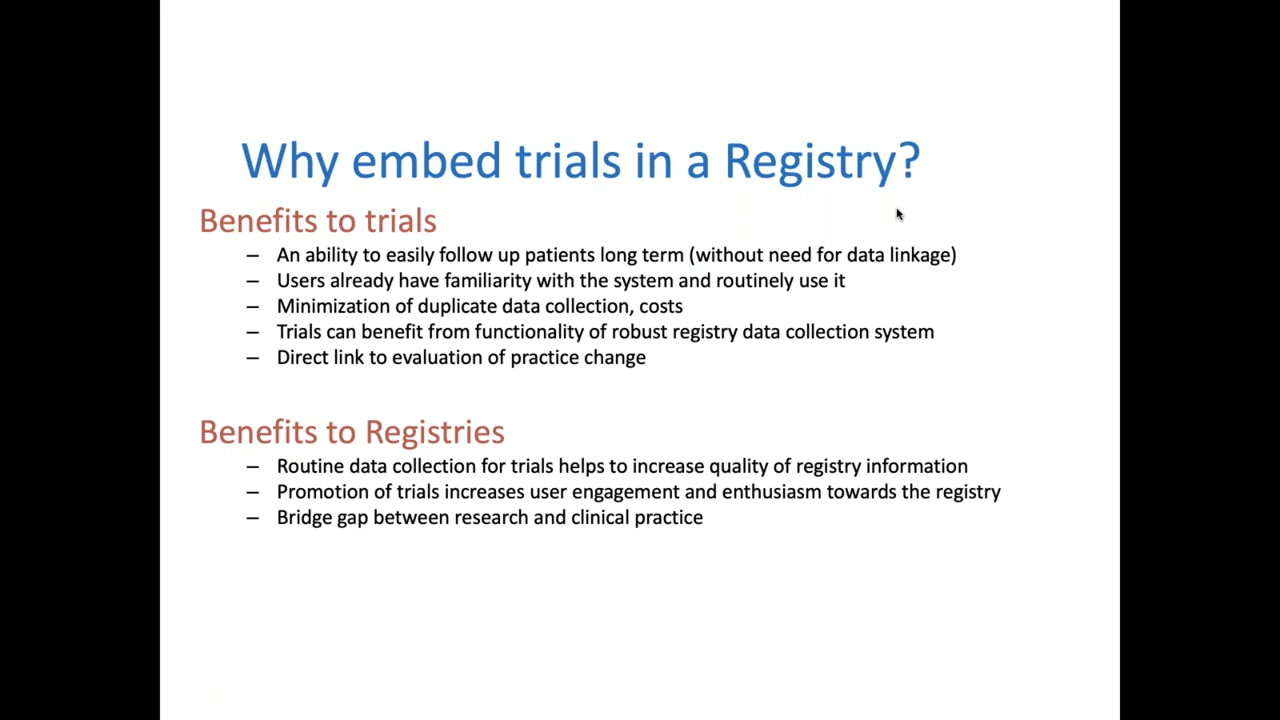 Why embed trials in a Registry?
Benefits to trials
– An ability to easily follow up patients long term (without need for data linkage)
– Users already have familiarity with the system and routinely use it
– Minimization of duplicate data collection, costs
– Trials can benefit from functionality of robust registry data collection system
– Direct link to evaluation of practice change
Benefits to Registries
– Routine data collection for trials helps to increase quality of registry information
– Promotion of trials increases user engagement and enthusiasm towards the registry
– Bridge gap between research and clinical practice